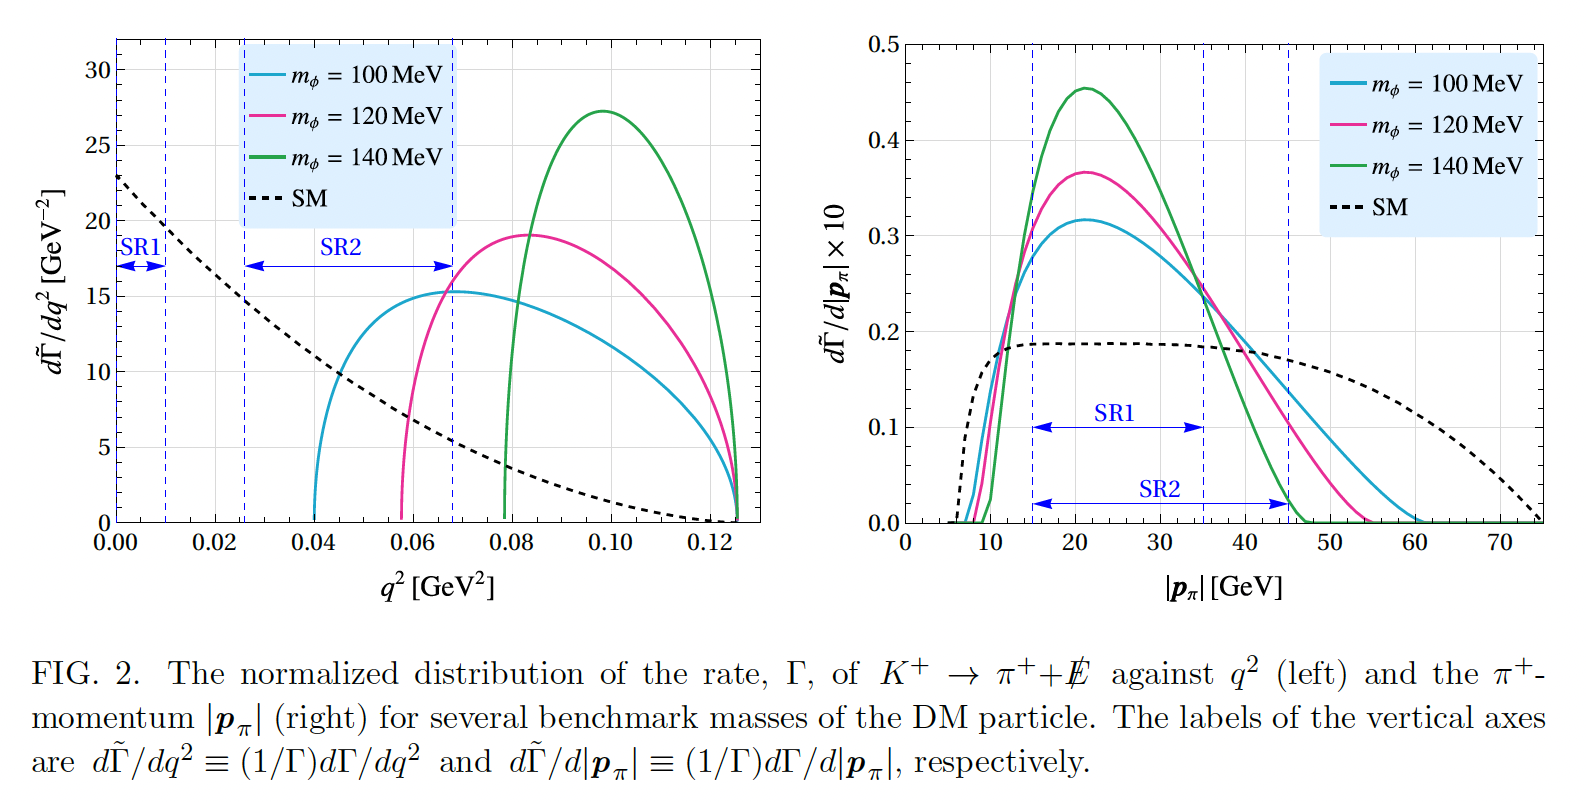 30
25
20
15
10
5
0
0.00 0.02 0.04 0.06 0.08 0.10 0.12
dΓ̃/dq² [GeV⁻²]
q² [GeV²]
m_ϕ = 100 MeV
m_ϕ = 120 MeV
m_ϕ = 140 MeV
SM
SR1
SR2
0.5
0.4
0.3
0.2
0.1
0.0
0 10 20 30 40 50 60 70
dΓ̃/d|p_π| × 10
|p_π| [GeV]
m_ϕ = 100 MeV
m_ϕ = 120 MeV
m_ϕ = 140 MeV
SM
SR1
SR2
FIG. 2. The normalized distribution of the rate, Γ, of K⁺ → π⁺+E̸ against q² (left) and the π⁺-
momentum |p_π| (right) for several benchmark masses of the DM particle. The labels of the vertical axes
are dΓ̃/dq² ≡ (1/Γ)dΓ/dq² and dΓ̃/d|p_π| ≡ (1/Γ)dΓ/d|p_π|, respectively.